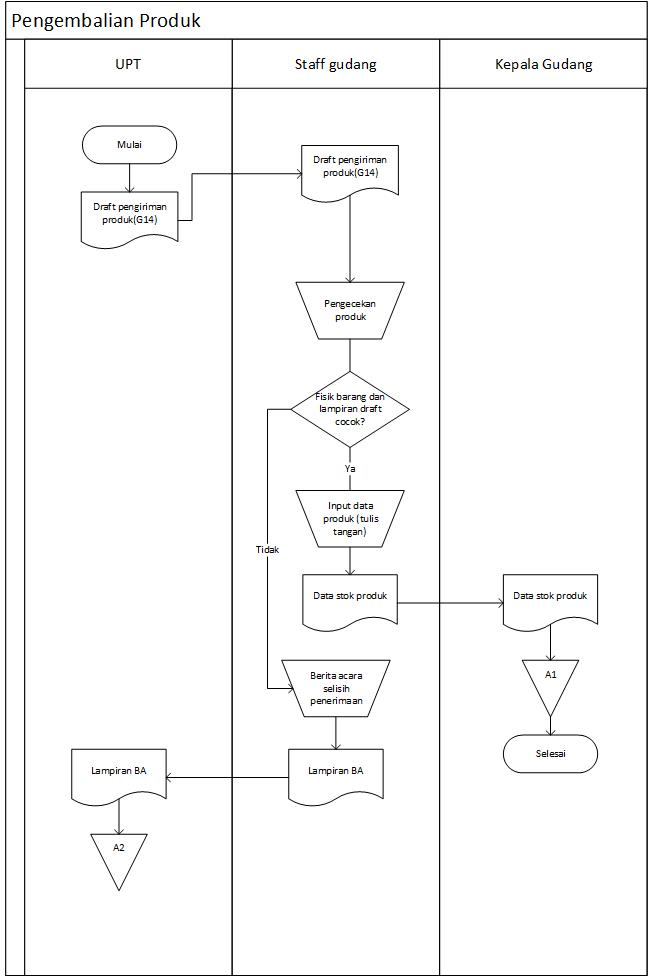 Pengembalian Produk
UPT
Staff gudang
Kepala Gudang
Mulai
Draft pengiriman
produk(G14)
Draft pengiriman
produk(G14)
Pengecekan
produk
Fisik barang dan
lampiran draft
cocok?
Ya
Input data
produk (tulis
tangan)
Tidak
Data stok produk
Data stok produk
Berita acara
selisih
penerimaan
A1
Selesai
Lampiran BA
Lampiran BA
A2